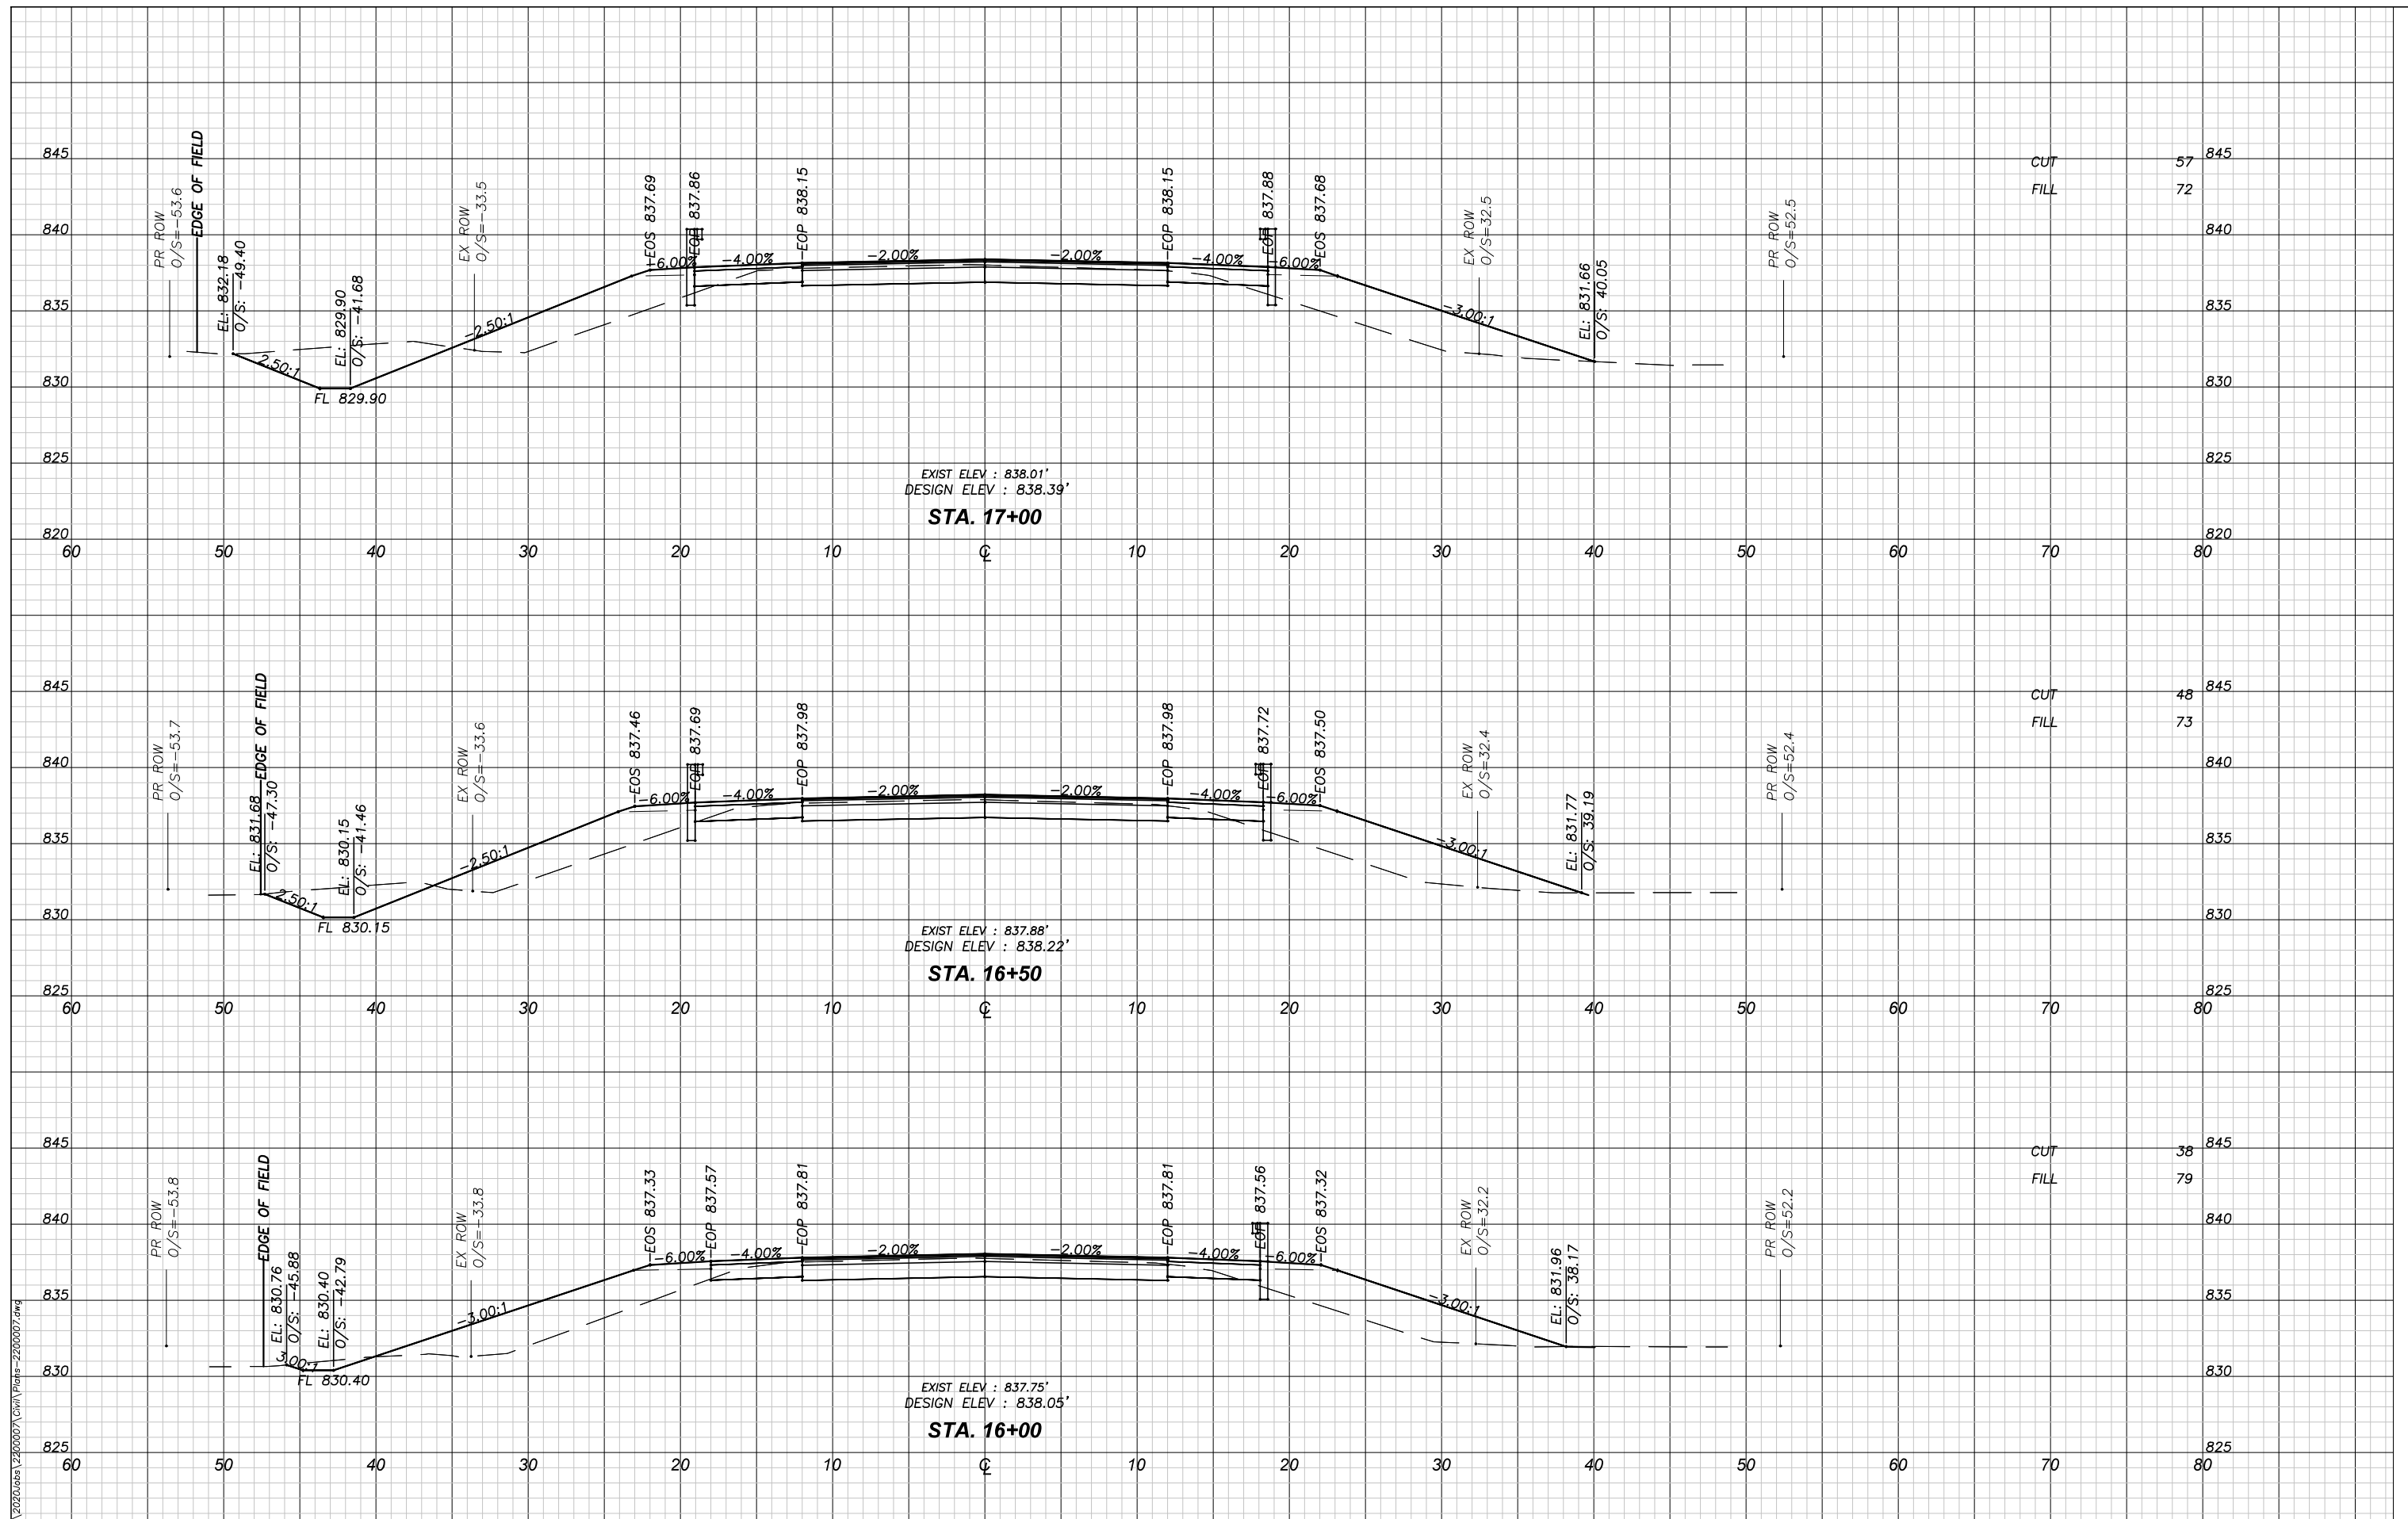 845
PR ROW
O/S=-53.6
EDGE OF FIELD
EL: 832.18
O/S: -49.40
EL: 829.90
O/S: -41.68
EX ROW
O/S=-33.5
EOS 837.69
EOP 837.86
EOP 838.15
EOP 838.15
EOP 837.88
EOS 837.68
EX ROW
O/S=32.5
EL: 831.66
O/S: 40.05
PR ROW
O/S=52.5
CUT 57
845
FILL 72
840
840
-6.00%
-4.00%
-2.00%
-2.00%
-4.00%
-6.00%
835
835
-2.50:1
-3.00:1
2.50:1
830
830
FL 829.90
825
825
EXIST ELEV : 838.01'
DESIGN ELEV : 838.39'
STA. 17+00
820
820
60 50 40 30 20 10 ℄ 10 20 30 40 50 60 70 80
845
PR ROW
O/S=-53.7
EDGE OF FIELD
EL: 831.68
O/S: -47.30
EL: 830.15
O/S: -41.46
EX ROW
O/S=-33.6
EOS 837.46
EOP 837.69
EOP 837.98
EOP 837.98
EOP 837.72
EOS 837.50
EX ROW
O/S=32.4
EL: 831.77
O/S: 39.19
PR ROW
O/S=52.4
CUT 48
845
FILL 73
840
840
-6.00%
-4.00%
-2.00%
-2.00%
-4.00%
-6.00%
835
835
-2.50:1
-3.00:1
2.50:1
830
830
FL 830.15
EXIST ELEV : 837.88'
DESIGN ELEV : 838.22'
STA. 16+50
825
825
60 50 40 30 20 10 ℄ 10 20 30 40 50 60 70 80
845
PR ROW
O/S=-53.8
EDGE OF FIELD
EL: 830.76
O/S: -45.88
EL: 830.40
O/S: -42.79
EX ROW
O/S=-33.8
EOS 837.33
EOP 837.57
EOP 837.81
EOP 837.81
EOP 837.56
EOS 837.32
EX ROW
O/S=32.2
EL: 831.96
O/S: 38.17
PR ROW
O/S=52.2
CUT 38
845
FILL 79
840
840
-6.00%
-4.00%
-2.00%
-2.00%
-4.00%
-6.00%
835
835
-3.00:1
-3.00:1
3.00:1
830
830
FL 830.40
EXIST ELEV : 837.75'
DESIGN ELEV : 838.05'
STA. 16+00
825
825
60 50 40 30 20 10 ℄ 10 20 30 40 50 60 70 80
\2020Jobs\2200007\Civil\Plans-2200007.dwg